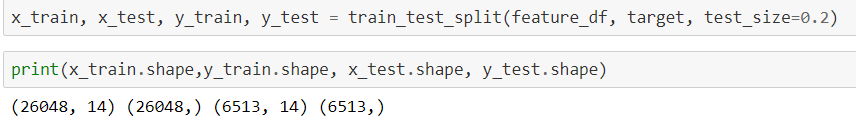 x_train, x_test, y_train, y_test = train_test_split(feature_df, target, test_size=0.2)
print(x_train.shape,y_train.shape, x_test.shape, y_test.shape)
(26048, 14) (26048,) (6513, 14) (6513,)